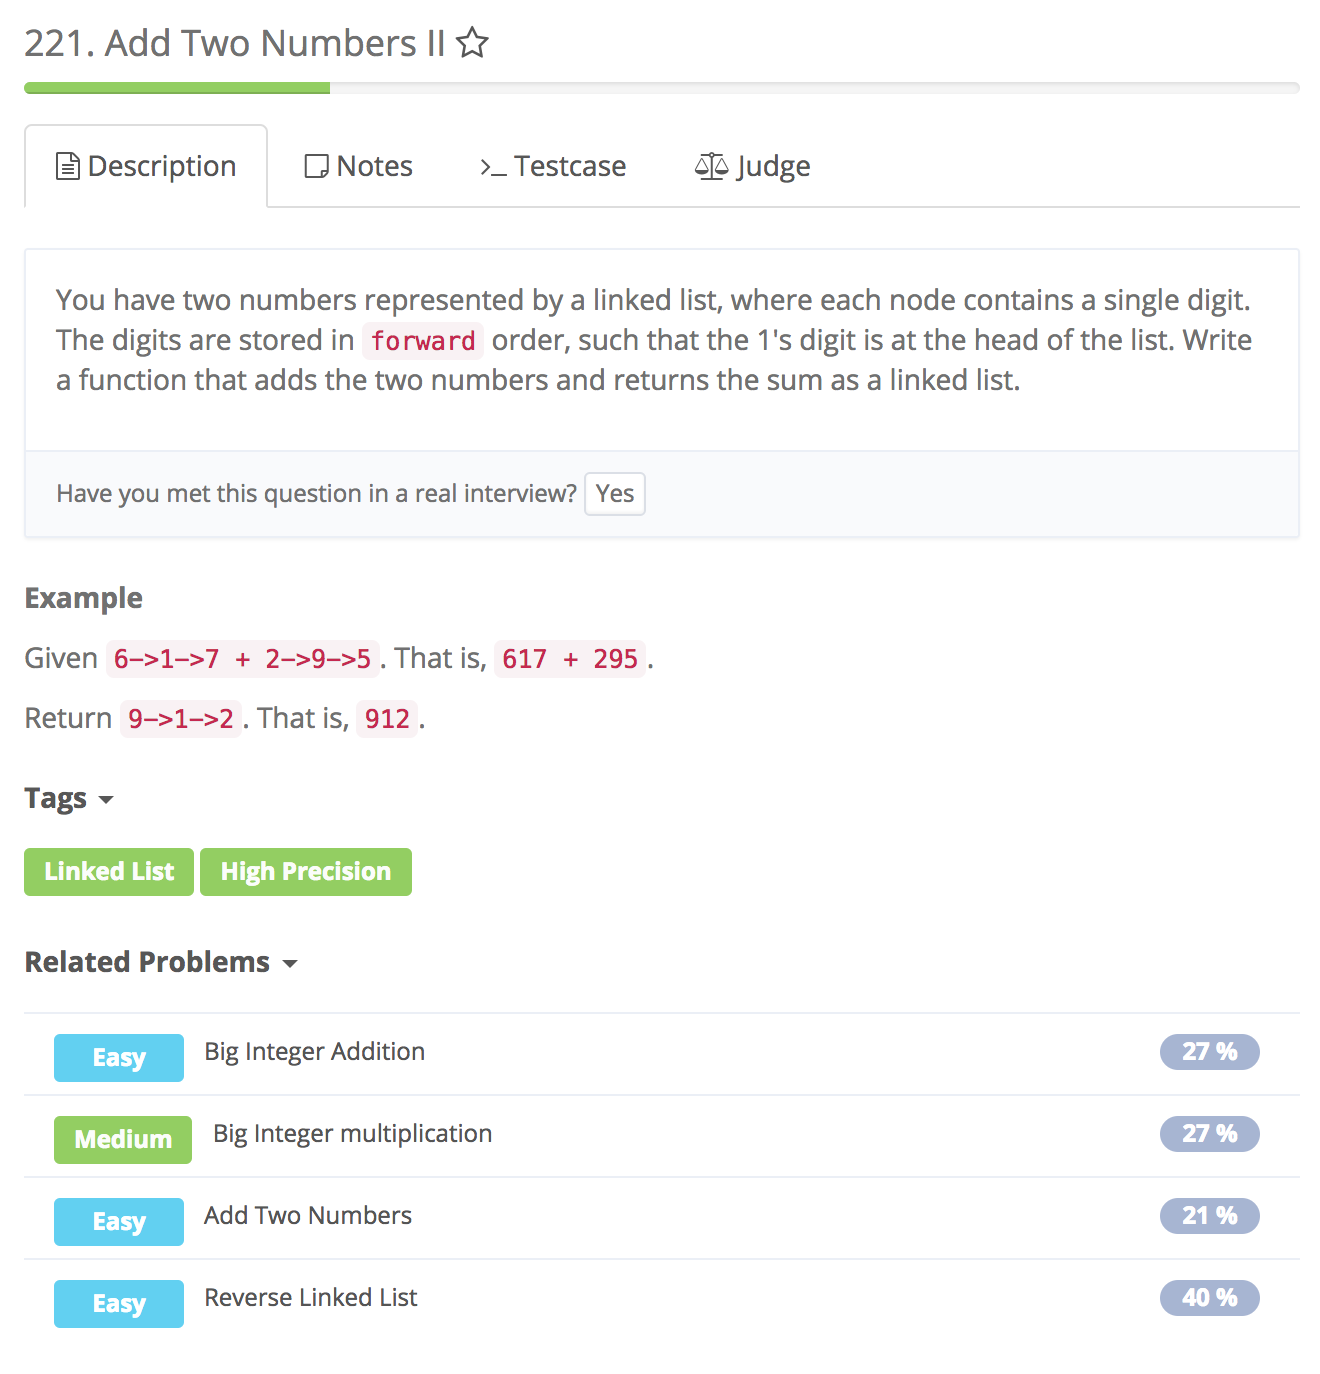 221. Add Two Numbers II
Description Notes Testcase Judge
You have two numbers represented by a linked list, where each node contains a single digit.
The digits are stored in forward order, such that the 1's digit is at the head of the list. Write
a function that adds the two numbers and returns the sum as a linked list.
Have you met this question in a real interview? Yes
Example
Given 6->1->7 + 2->9->5. That is, 617 + 295.
Return 9->1->2. That is, 912.
Tags
Linked List High Precision
Related Problems
Easy Big Integer Addition 27 %
Medium Big Integer multiplication 27 %
Easy Add Two Numbers 21 %
Easy Reverse Linked List 40 %